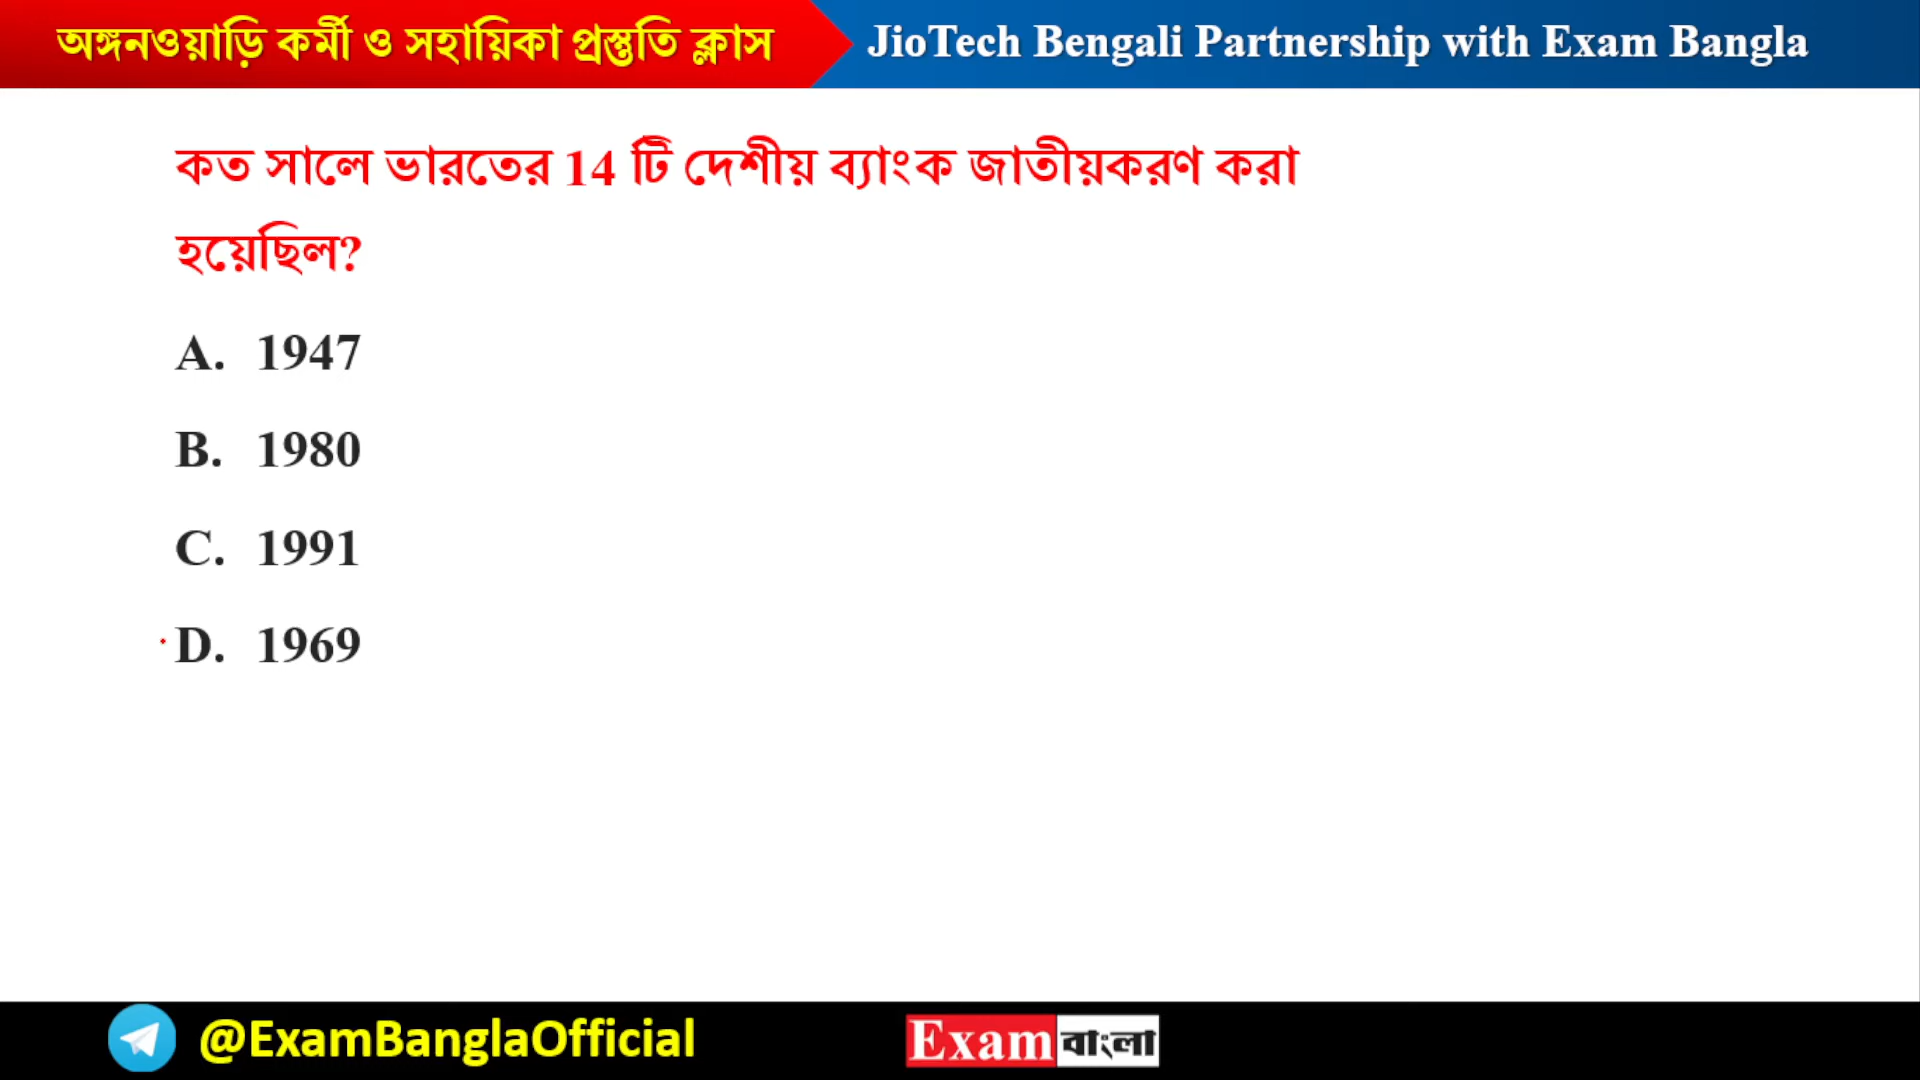 অঙ্গনওয়াড়ি কর্মী ও সহায়িকা প্রস্তুতি ক্লাস
JioTech Bengali Partnership with Exam Bangla
কত সালে ভারতের 14 টি দেশীয় ব্যাংক জাতীয়করণ করা
হয়েছিল?
A. 1947
B. 1980
C. 1991
D. 1969
@ExamBanglaOfficial
Exam বাংলা